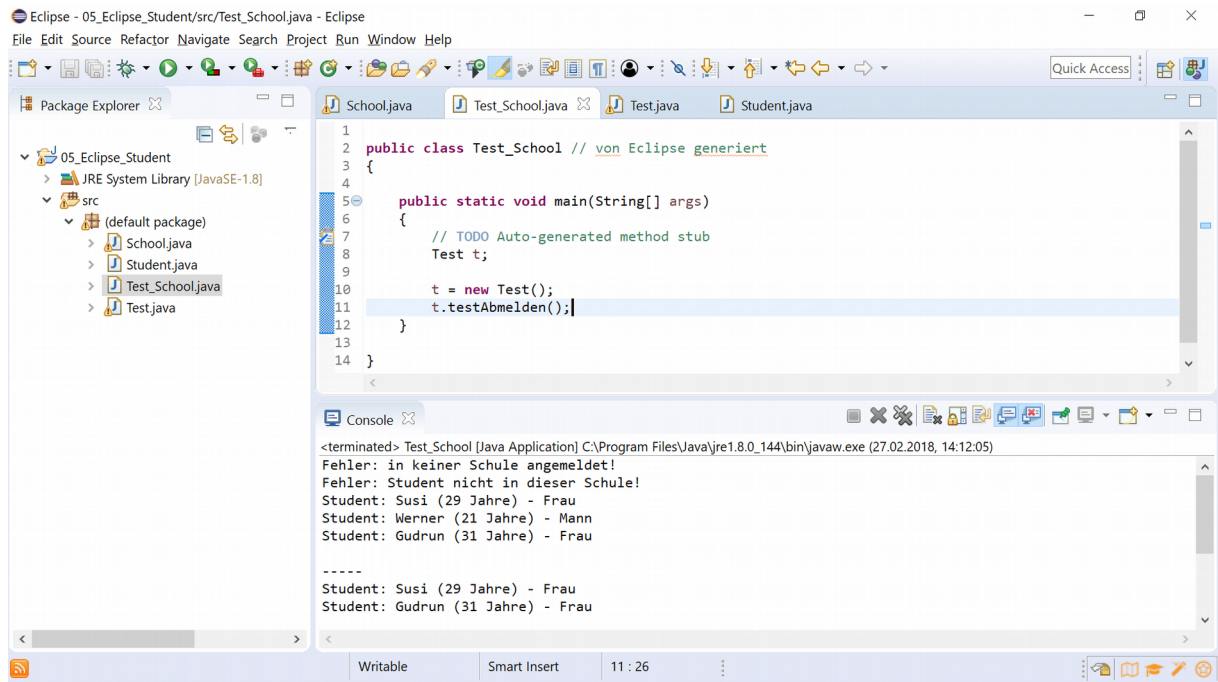 Eclipse - 05_Eclipse_Student/src/Test_School.java - Eclipse
File Edit Source Refactor Navigate Search Project Run Window Help
Quick Access
Package Explorer
05_Eclipse_Student
JRE System Library [JavaSE-1.8]
src
(default package)
School.java
Student.java
Test_School.java
Test.java
School.java Test_School.java Test.java Student.java
1
2 public class Test_School // von Eclipse generiert
3 {
4
5 public static void main(String[] args)
6 {
7 // TODO Auto-generated method stub
8 Test t;
9
10 t = new Test();
11 t.testAbmelden();
12 }
13
14 }
Console
<terminated> Test_School [Java Application] C:\Program Files\Java\jre1.8.0_144\bin\javaw.exe (27.02.2018, 14:12:05)
Fehler: in keiner Schule angemeldet!
Fehler: Student nicht in dieser Schule!
Student: Susi (29 Jahre) - Frau
Student: Werner (21 Jahre) - Mann
Student: Gudrun (31 Jahre) - Frau
-----
Student: Susi (29 Jahre) - Frau
Student: Gudrun (31 Jahre) - Frau
Writable Smart Insert 11 : 26